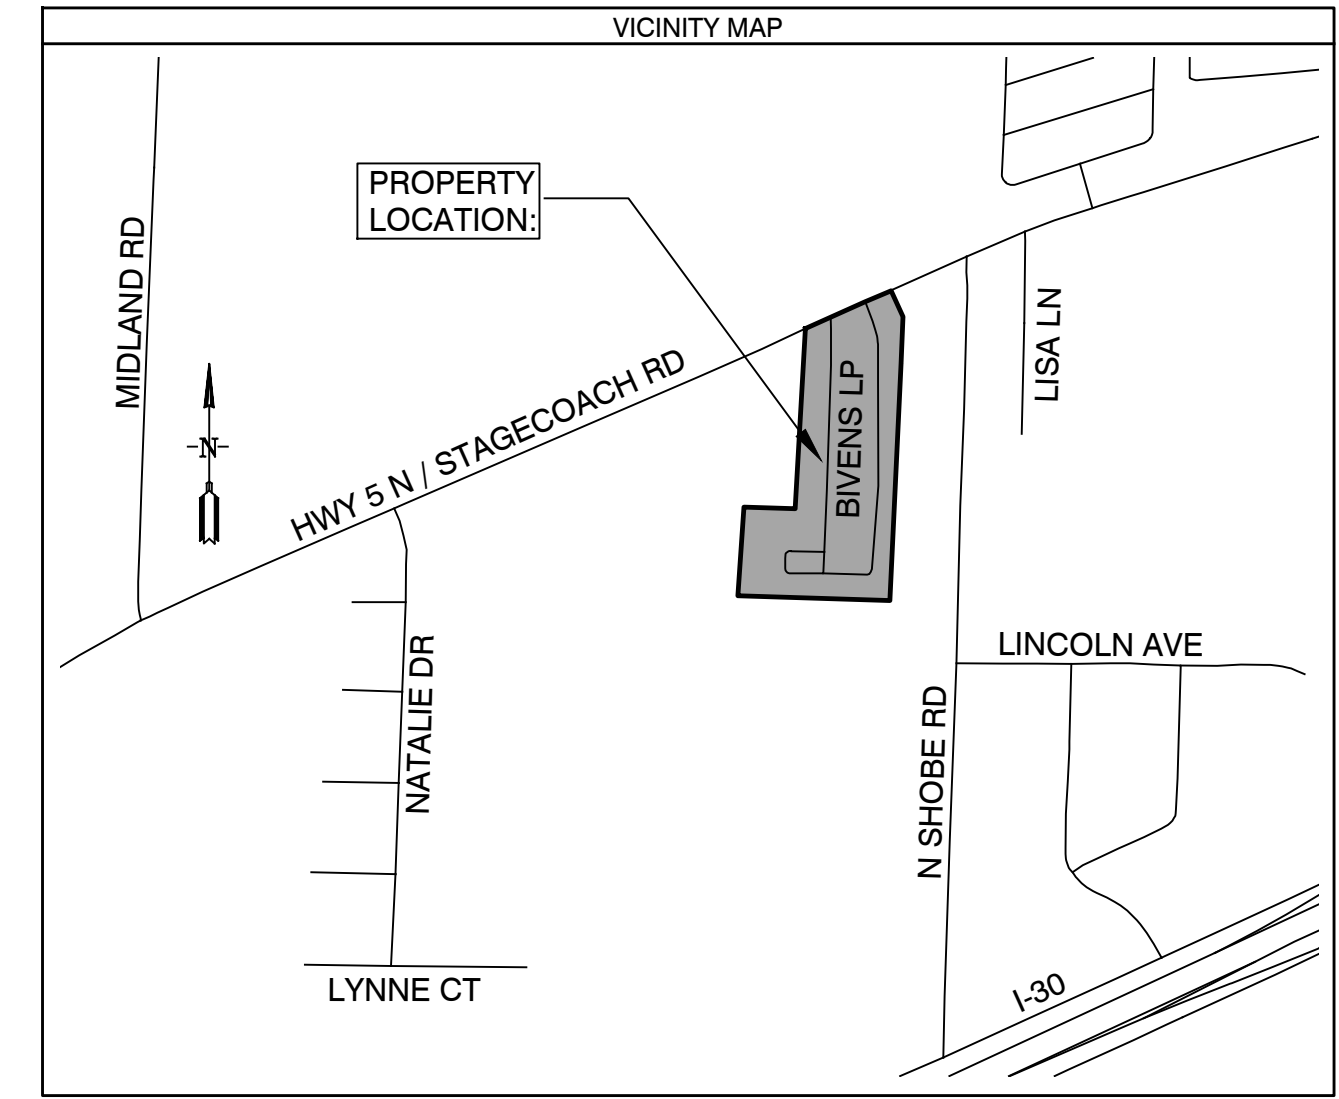 VICINITY MAP
PROPERTY
LOCATION:
MIDLAND RD
LISA LN
HWY 5 N / STAGECOACH RD
BIVENS LP
-N-
LINCOLN AVE
NATALIE DR
N SHOBE RD
LYNNE CT
I-30